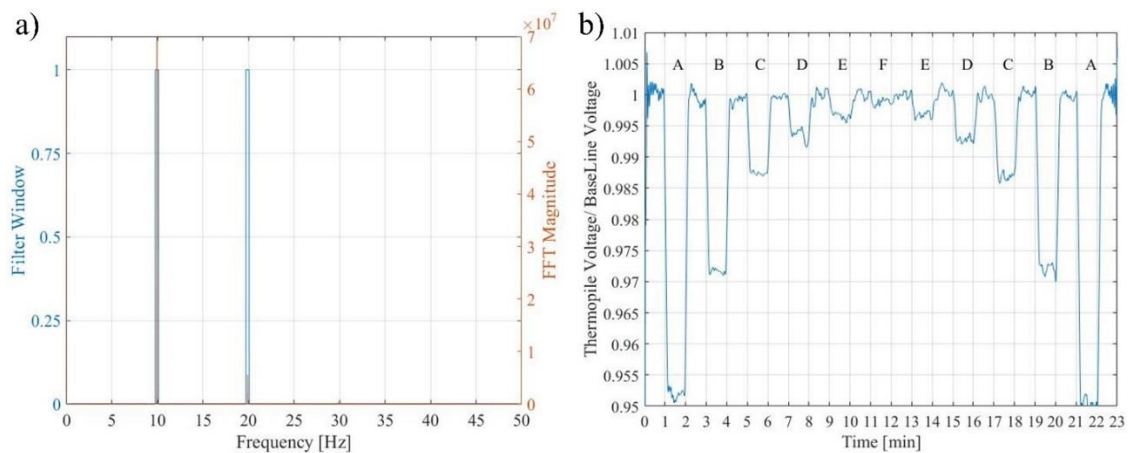 a)
×10⁷
1
0.75
0.5
0.25
0
Filter Window
7
6
5
4
3
2
1
0
FFT Magnitude
0 5 10 15 20 25 30 35 40 45 50
Frequency [Hz]
b)
1.01
1.005
1
0.995
0.99
0.985
0.98
0.975
0.97
0.965
0.96
0.955
0.95
Thermopile Voltage/ BaseLine Voltage
A B C D E F E D C B A
0 1 2 3 4 5 6 7 8 9 10 11 12 13 14 15 16 17 18 19 20 21 22 23
Time [min]